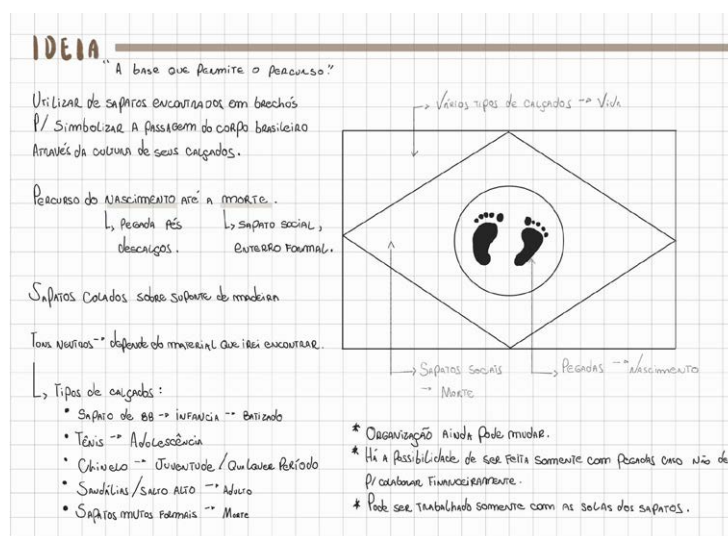 IDEIA
"A base que permite o percurso."
Utilizar de sapatos encontrados em brechós
P/ Simbolizar a passagem do corpo brasileiro
Através da cultura de seus calçados.
Percurso do nascimento até a morte.
↳ Pegada pés
descalços.
↳ Sapato social,
enterro formal.
Sapatos colados sobre suporte de madeira
Tons neutros → depende do material que irei encontrar.
↳ Tipos de calçados:
• Sapato de BB → infancia → Batizado
• Tênis → Adolescência
• Chinelo → Juventude / Qualquer período
• Sandálias / Salto alto → Adulto
• Sapatos muitos formais → Morte
→ Vários tipos de calçados → Vida
→ Sapatos sociais
→ Morte
→ Pegadas → Nascimento
* Organização ainda pode mudar.
* Há a possibilidade de ser feita somente com pegadas caso não de
P/ colaborar financeiramente.
* Pode ser trabalhado somente com as solas dos sapatos.